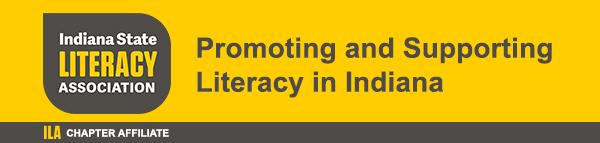 Indiana State
LITERACY
ASSOCIATION
Promoting and Supporting
Literacy in Indiana
ILA CHAPTER AFFILIATE